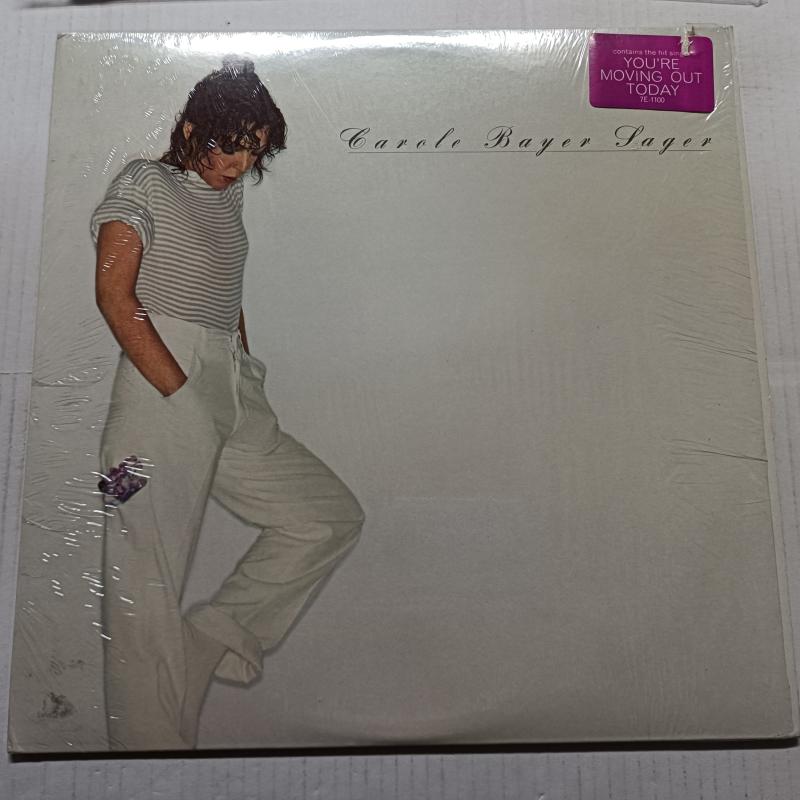 contains the hit single
YOU'RE
MOVING OUT
TODAY
7E-1100
Carole Bayer Sager